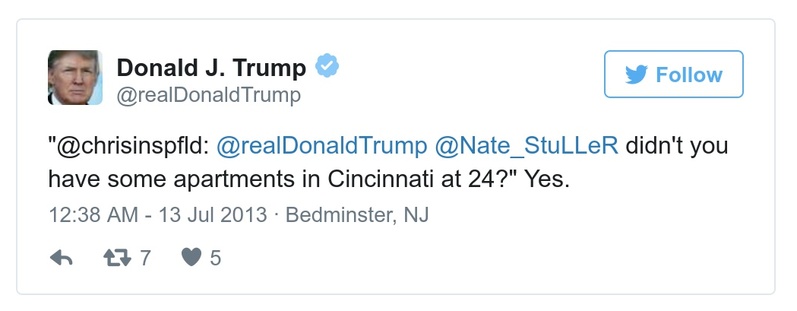 Donald J. Trump
@realDonaldTrump
Follow
"@chrisinspfld: @realDonaldTrump @Nate_StuLLeR didn't you
have some apartments in Cincinnati at 24?" Yes.
12:38 AM - 13 Jul 2013 · Bedminster, NJ
7 5